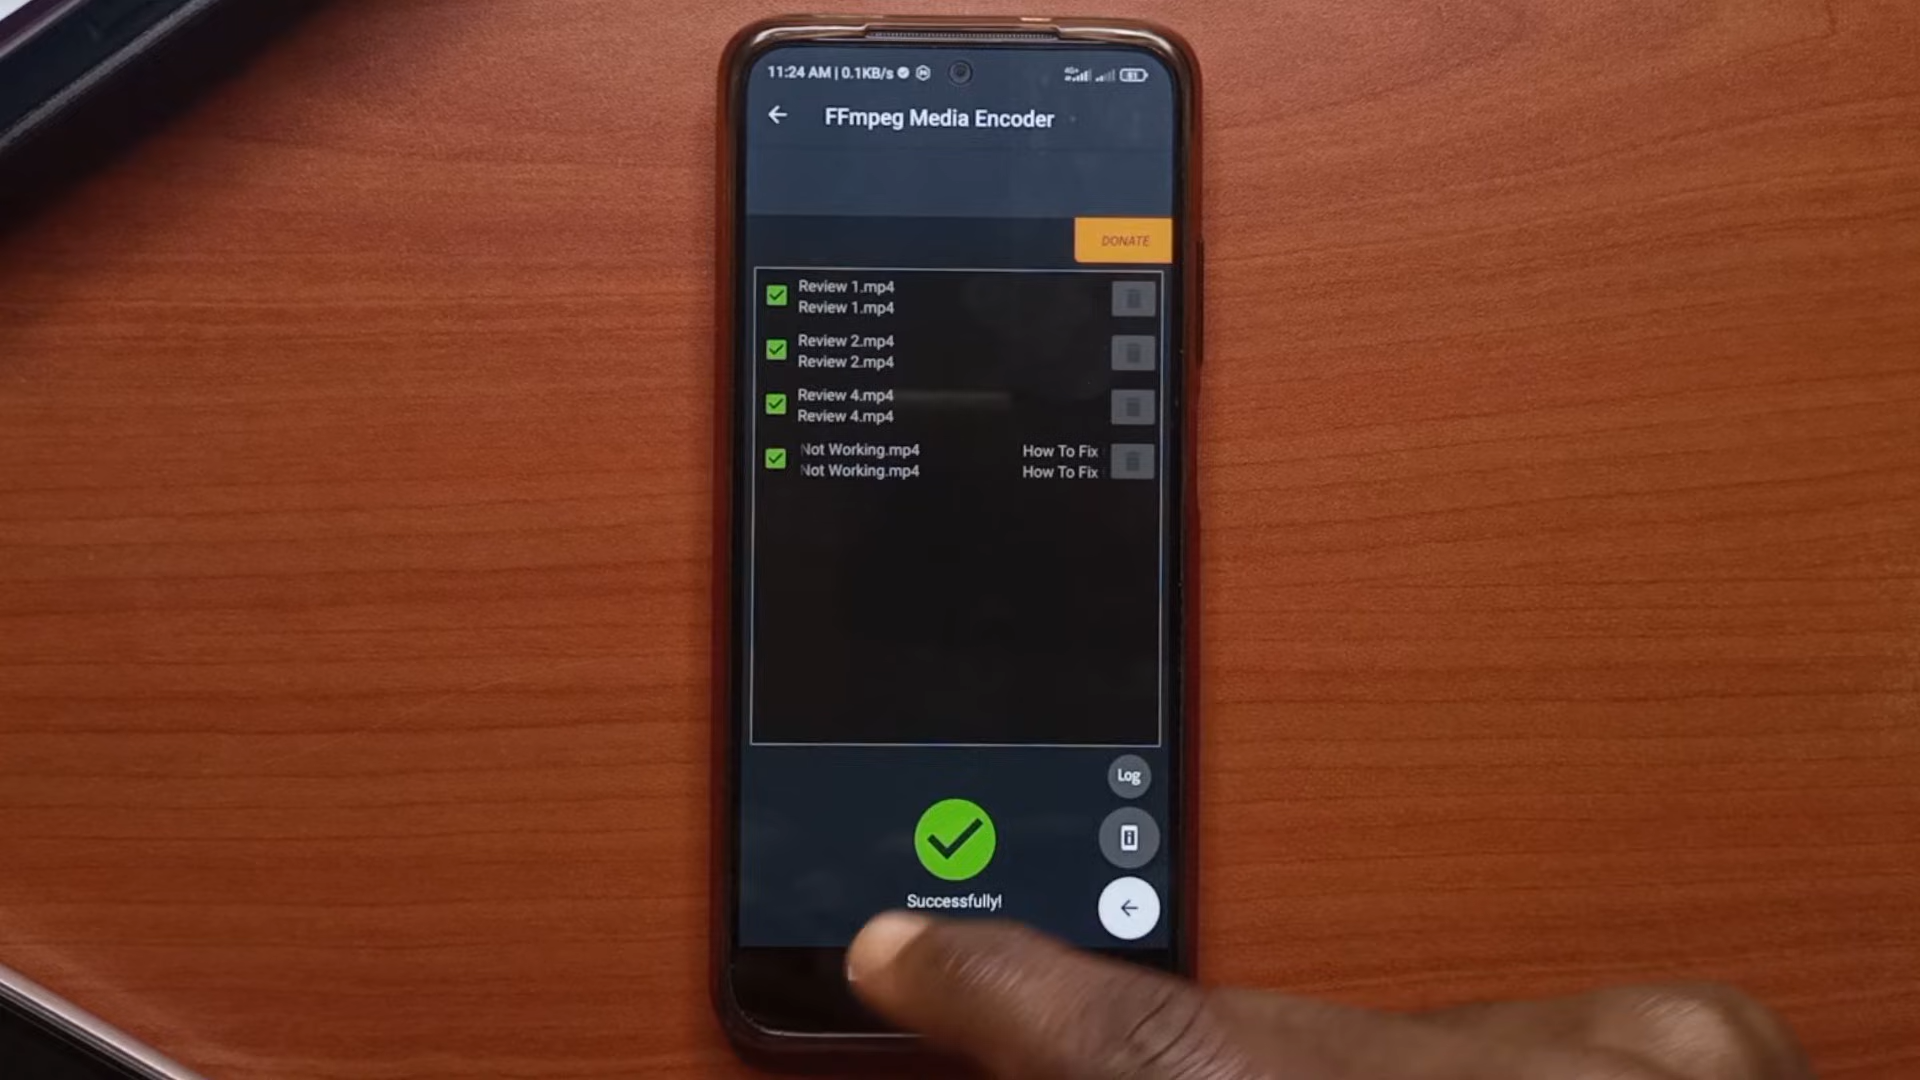 11:24 AM | 0.1KB/s
4G+
81
FFmpeg Media Encoder
DONATE
Review 1.mp4
Review 1.mp4
Review 2.mp4
Review 2.mp4
Review 4.mp4
Review 4.mp4
Not Working.mp4 How To Fix
Not Working.mp4 How To Fix
Log
Successfully!